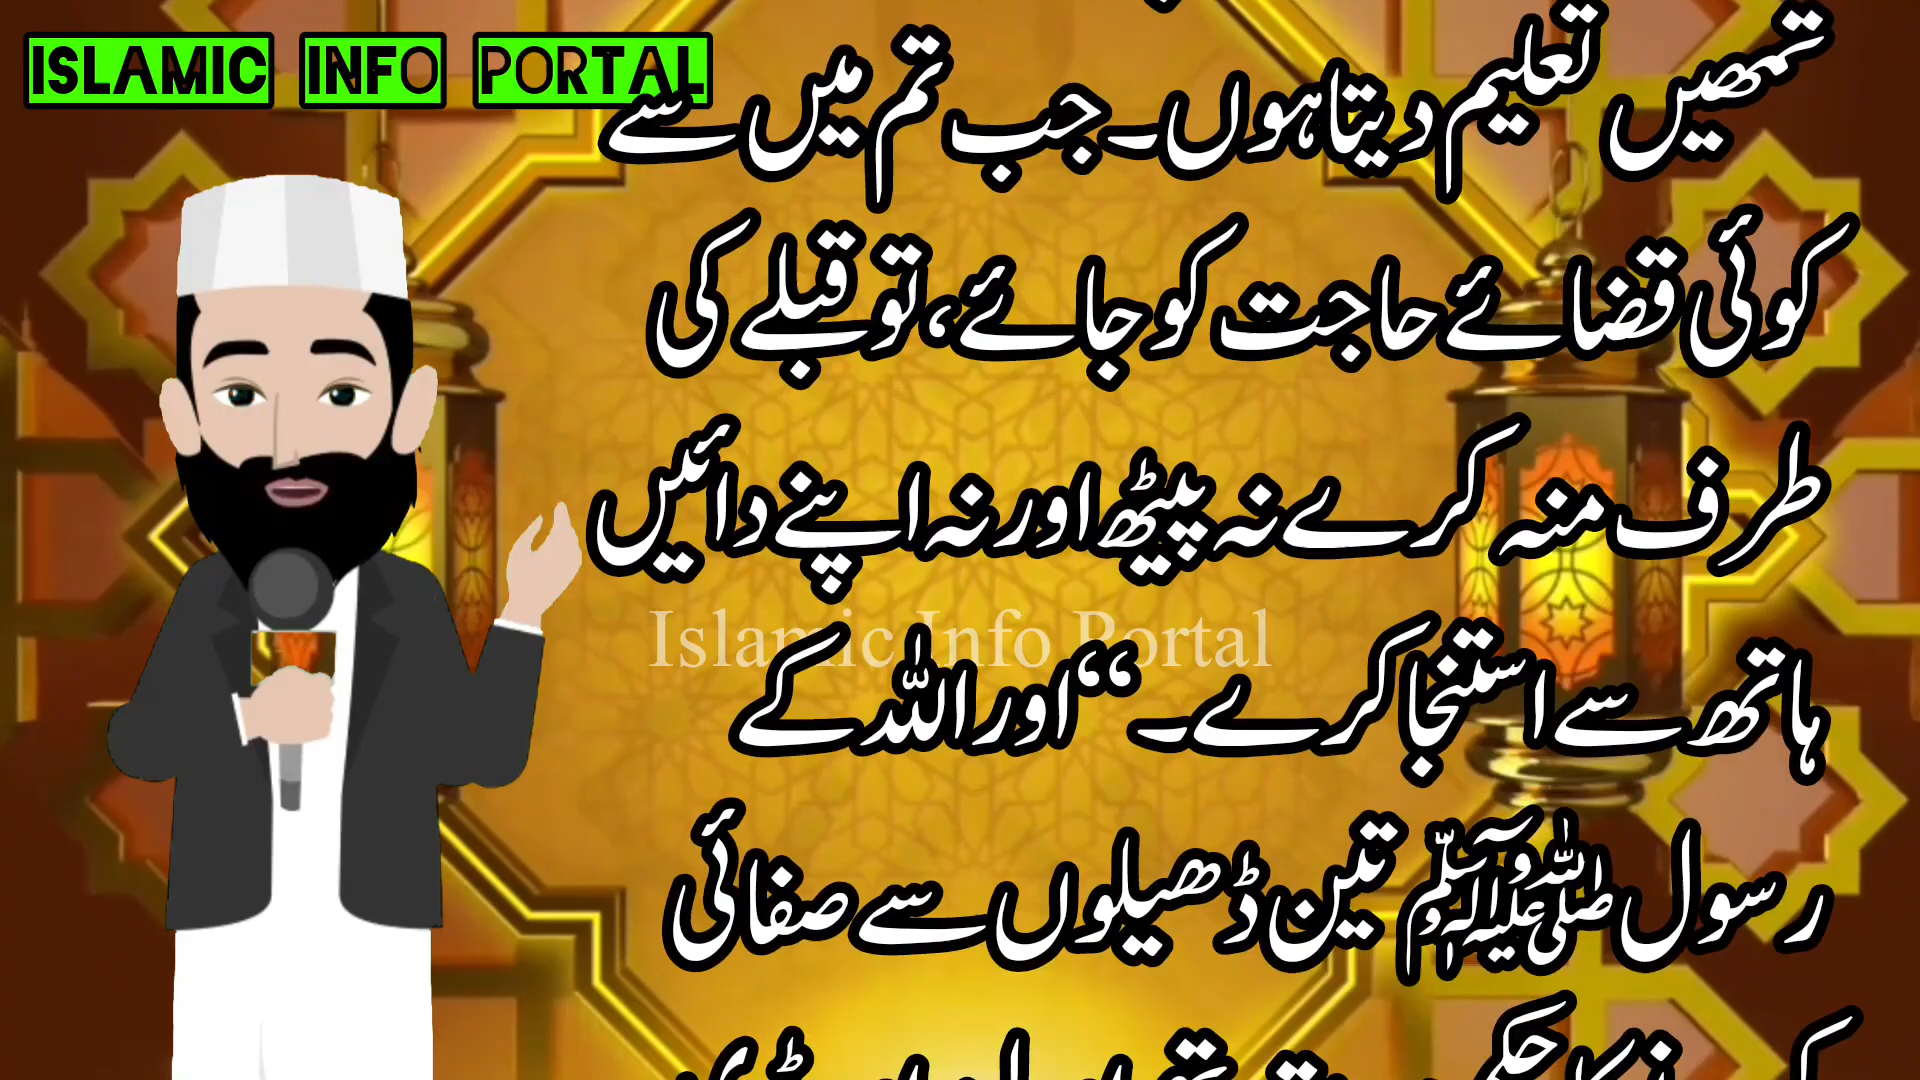 ISLAMIC INFO PORTAL
تمھیں تعلیم دیتا ہوں۔ جب تم میں سے
کوئی قضائے حاجت کو جائے، تو قبلے کی
طرف منہ کرے نہ پیٹھ اور نہ اپنے دائیں
ہاتھ سے استنجا کرے۔“ اور اللہ کے
Islamic Info Portal
رسول ﷺ تین ڈھیلوں سے صفائی